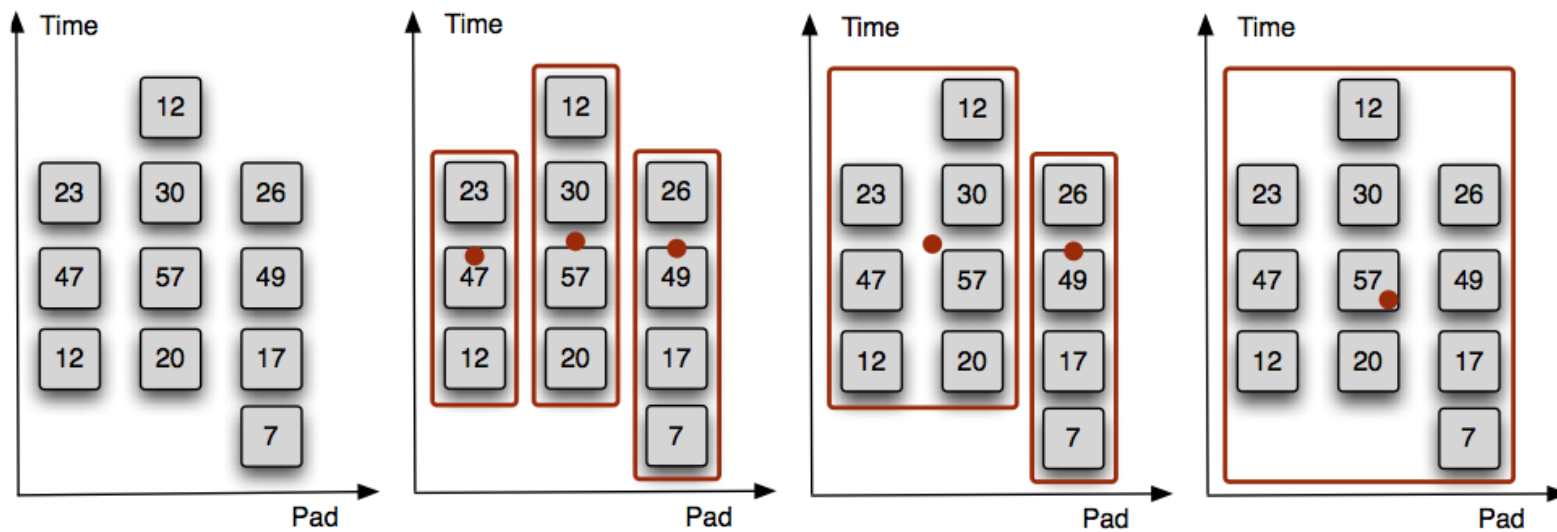 Time Time Time Time
12 12 12 12
23 30 26 23 30 26 23 30 26 23 30 26
47 57 49 47 57 49 47 57 49 47 57 49
12 20 17 12 20 17 12 20 17 12 20 17
7 7 7 7
Pad Pad Pad Pad